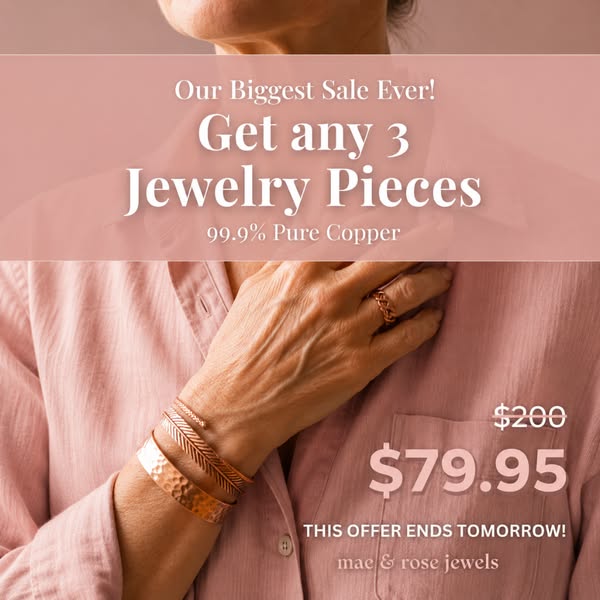 Our Biggest Sale Ever!
Get any 3
Jewelry Pieces
99.9% Pure Copper
$200
$79.95
THIS OFFER ENDS TOMORROW!
mae & rose jewels